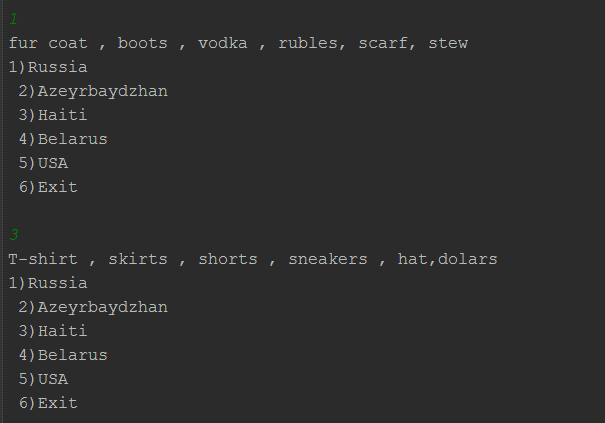 1
fur coat , boots , vodka , rubles, scarf, stew
1)Russia
2)Azeyrbaydzhan
3)Haiti
4)Belarus
5)USA
6)Exit
3
T-shirt , skirts , shorts , sneakers , hat,dolars
1)Russia
2)Azeyrbaydzhan
3)Haiti
4)Belarus
5)USA
6)Exit